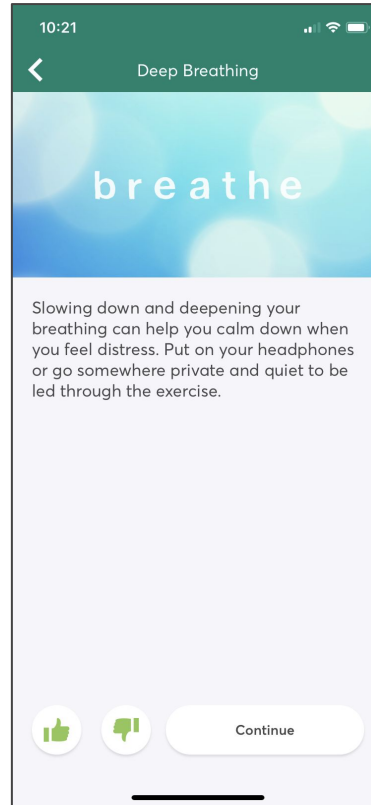 10:21
Deep Breathing
breathe
Slowing down and deepening your
breathing can help you calm down when
you feel distress. Put on your headphones
or go somewhere private and quiet to be
led through the exercise.
Continue